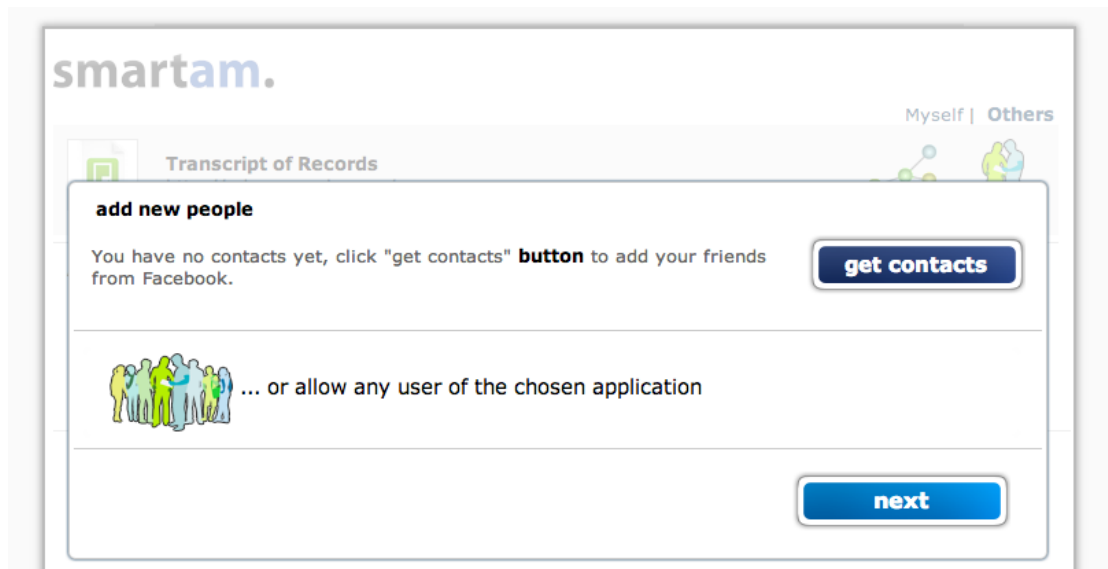 smartam.
Myself | Others
Transcript of Records
add new people
You have no contacts yet, click "get contacts" button to add your friends
from Facebook.
get contacts
... or allow any user of the chosen application
next